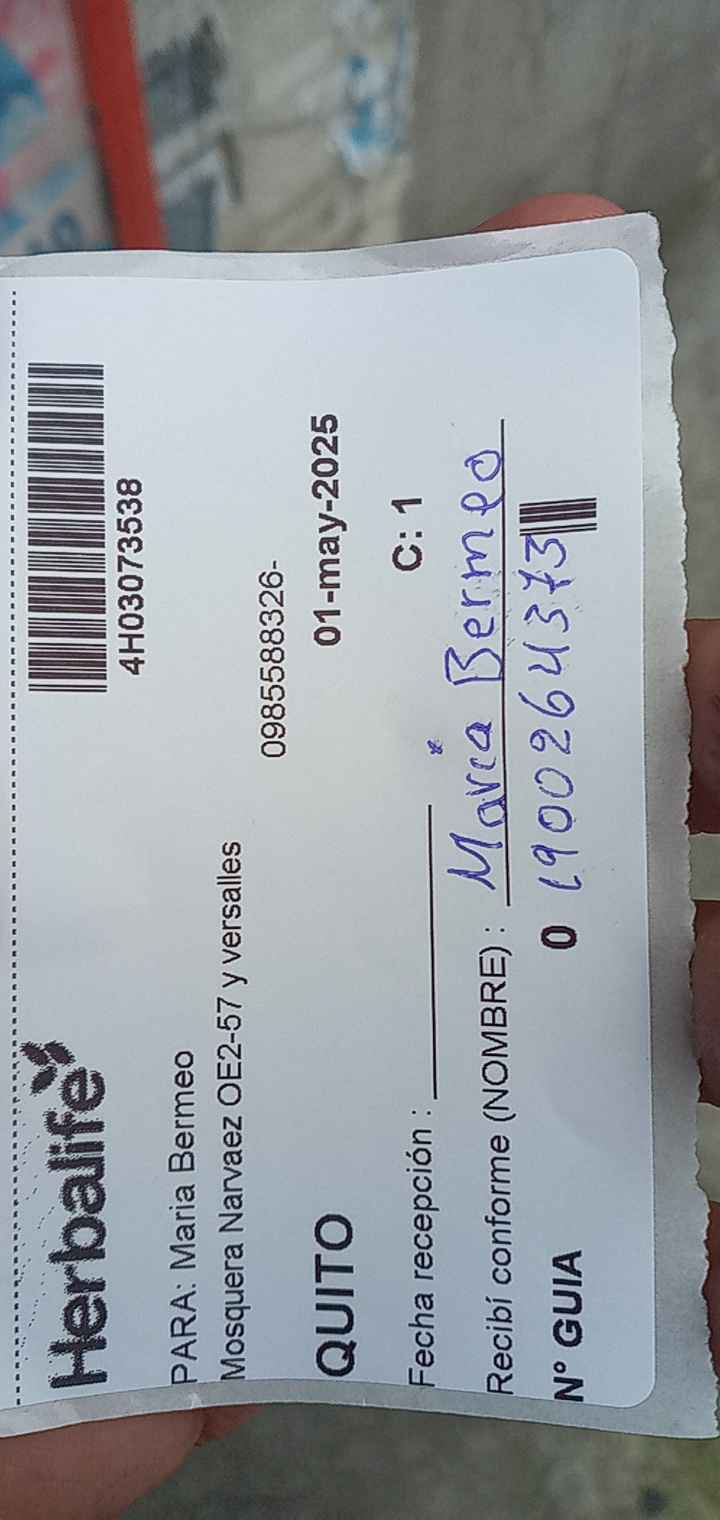 Herbalife
4H03073538
PARA: Maria Bermeo
Mosquera Narvaez OE2-57 y versalles
0985588326-
QUITO 01-may-2025
Fecha recepción : C: 1
Recibí conforme (NOMBRE) : Maria Bermeo
N° GUIA 0 1900264373